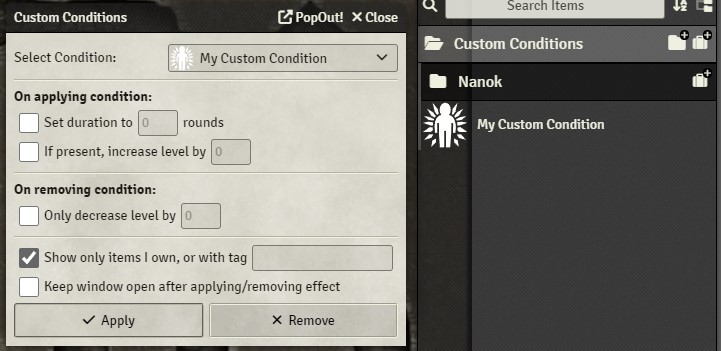 Custom Conditions PopOut! Close
Select Condition: My Custom Condition
On applying condition:
Set duration to 0 rounds
If present, increase level by 0
On removing condition:
Only decrease level by 0
Show only items I own, or with tag
Keep window open after applying/removing effect
Apply Remove
Search Items
Custom Conditions
Nanok
My Custom Condition